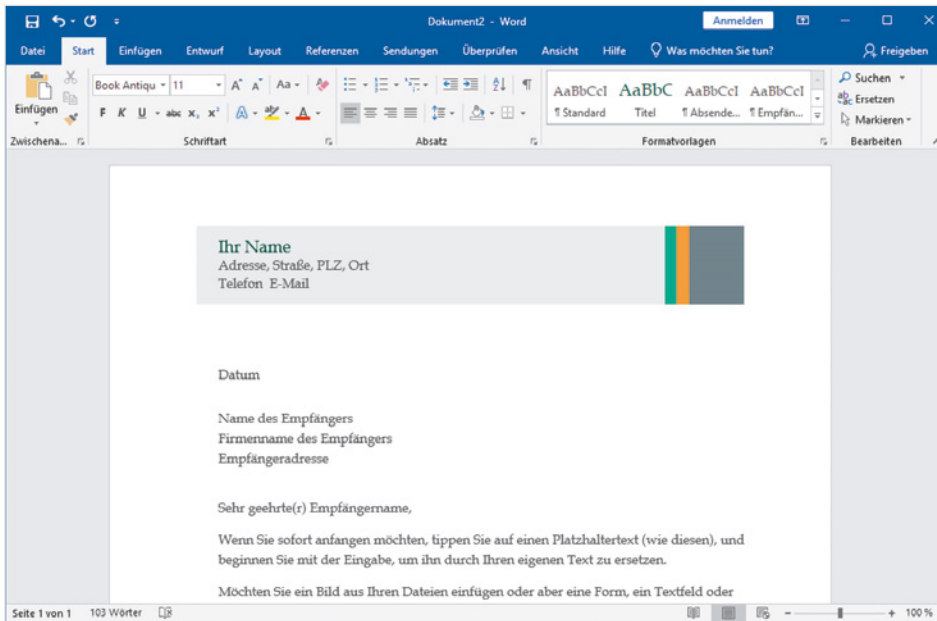 Dokument2 - Word
Anmelden
Datei Start Einfügen Entwurf Layout Referenzen Sendungen Überprüfen Ansicht Hilfe Was möchten Sie tun? Freigeben
Einfügen
Book Antiqu 11 Aa
F K U abc x, x² A
AaBbCcI AaBbC AaBbCcI AaBbCcI
¶ Standard Titel ¶ Absende... ¶ Empfän...
Suchen
Ersetzen
Markieren
Zwischena... Schriftart Absatz Formatvorlagen Bearbeiten
Ihr Name
Adresse, Straße, PLZ, Ort
Telefon E-Mail
Datum
Name des Empfängers
Firmenname des Empfängers
Empfängeradresse
Sehr geehrte(r) Empfängername,
Wenn Sie sofort anfangen möchten, tippen Sie auf einen Platzhaltertext (wie diesen), und
beginnen Sie mit der Eingabe, um ihn durch Ihren eigenen Text zu ersetzen.
Möchten Sie ein Bild aus Ihren Dateien einfügen oder aber eine Form, ein Textfeld oder
Seite 1 von 1 103 Wörter 100 %